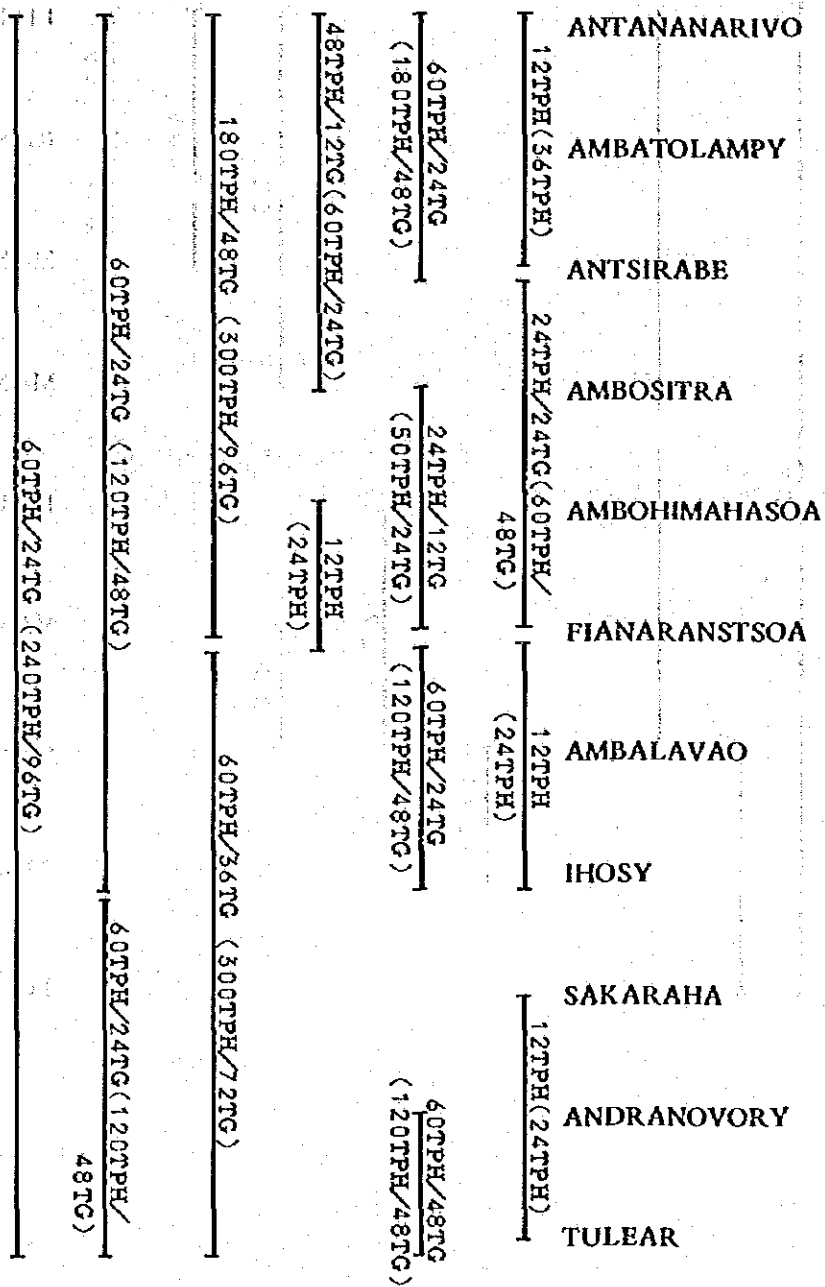 ANTANANARIVO
AMBATOLAMPY
ANTSIRABE
AMBOSITRA
AMBOHIMAHASOA
FIANARANSTSOA
AMBALAVAO
IHOSY
SAKARAHA
ANDRANOVORY
TULEAR
12TPH(36TPH)
24TPH/24TG(60TPH/
48TG)
12TPH
(24TPH)
12TPH(24TPH)
60TPH/24TG
(180TPH/48TG)
24TPH/12TG
(50TPH/24TG)
60TPH/24TG
(120TPH/48TG)
60TPH/48TG
(120TPH/48TG)
48TPH/12TG(60TPH/24TG)
12TPH
(24TPH)
180TPH/48TG (300TPH/96TG)
60TPH/36TG (300TPH/72TG)
60TPH/24TG (120TPH/48TG)
60TPH/24TG(120TPH/
48TG)
60TPH/24TG (240TPH/96TG)